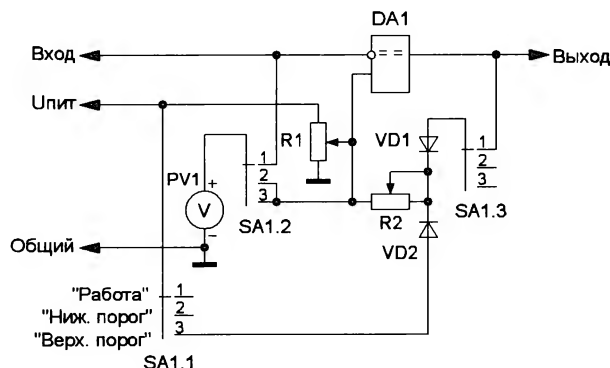 DA1
Вход
= =
Выход
Uпит
R1
VD1
1
2
3
1
2
3
PV1
+
V
–
SA1.2
R2
SA1.3
VD2
Общий
"Работа" 1
"Ниж. порог" 2
"Верх. порог" 3
SA1.1